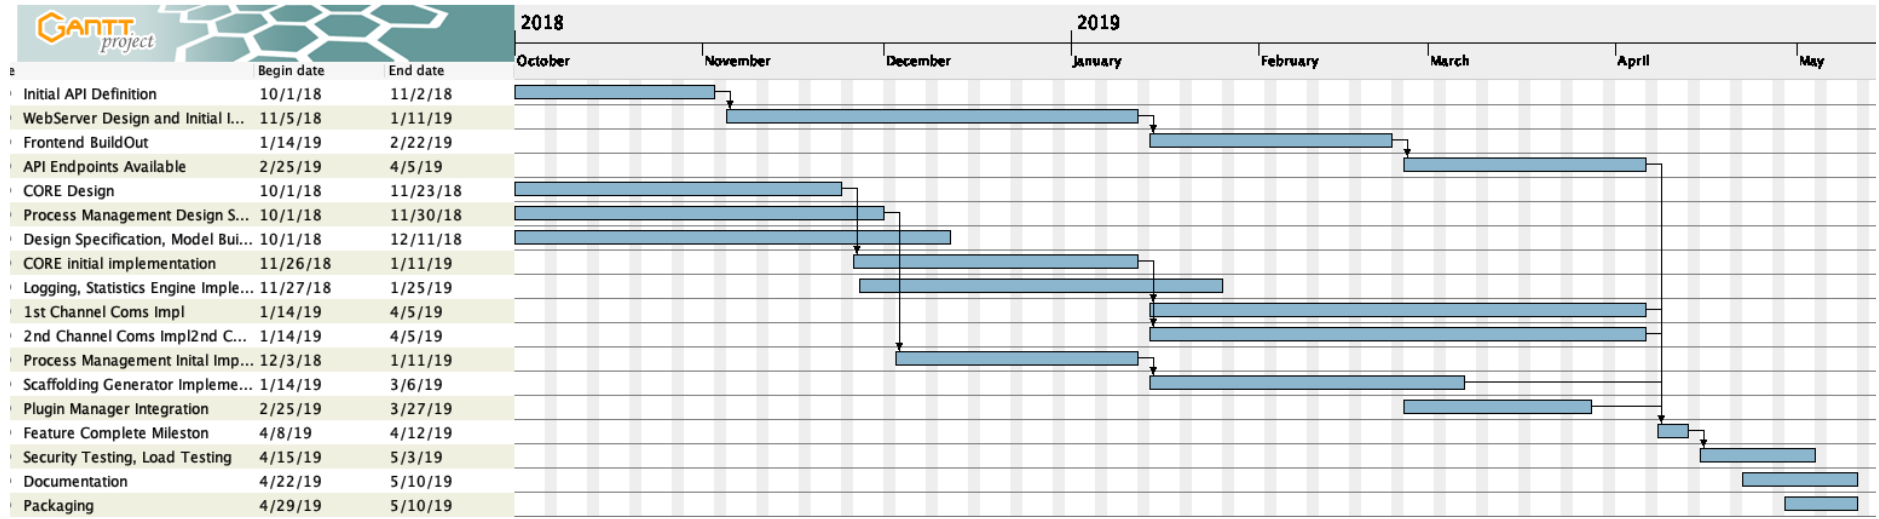 GANTT project
2018 2019
October November December January February March April May
e Begin date End date
Initial API Definition 10/1/18 11/2/18
WebServer Design and Initial I... 11/5/18 1/11/19
Frontend BuildOut 1/14/19 2/22/19
API Endpoints Available 2/25/19 4/5/19
CORE Design 10/1/18 11/23/18
Process Management Design S... 10/1/18 11/30/18
Design Specification, Model Bui... 10/1/18 12/11/18
CORE initial implementation 11/26/18 1/11/19
Logging, Statistics Engine Imple... 11/27/18 1/25/19
1st Channel Coms Impl 1/14/19 4/5/19
2nd Channel Coms Impl2nd C... 1/14/19 4/5/19
Process Management Inital Imp... 12/3/18 1/11/19
Scaffolding Generator Impleme... 1/14/19 3/6/19
Plugin Manager Integration 2/25/19 3/27/19
Feature Complete Mileston 4/8/19 4/12/19
Security Testing, Load Testing 4/15/19 5/3/19
Documentation 4/22/19 5/10/19
Packaging 4/29/19 5/10/19